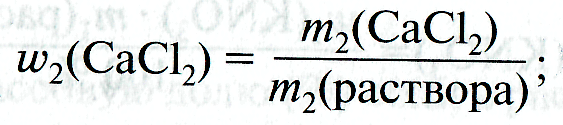 w₂(CaCl₂) = m₂(CaCl₂) / m₂(раствора);